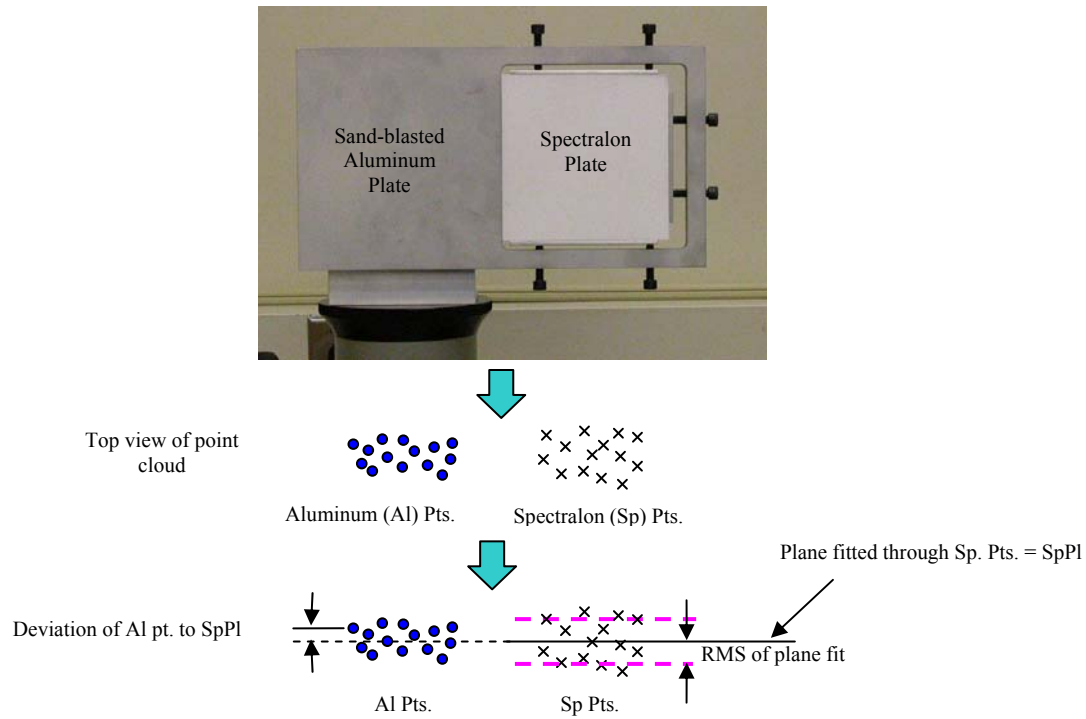 Sand-blasted
Aluminum
Plate
Spectralon
Plate
Top view of point
cloud
Aluminum (Al) Pts.
Spectralon (Sp) Pts.
Plane fitted through Sp. Pts. = SpPl
Deviation of Al pt. to SpPl
RMS of plane fit
Al Pts.
Sp Pts.